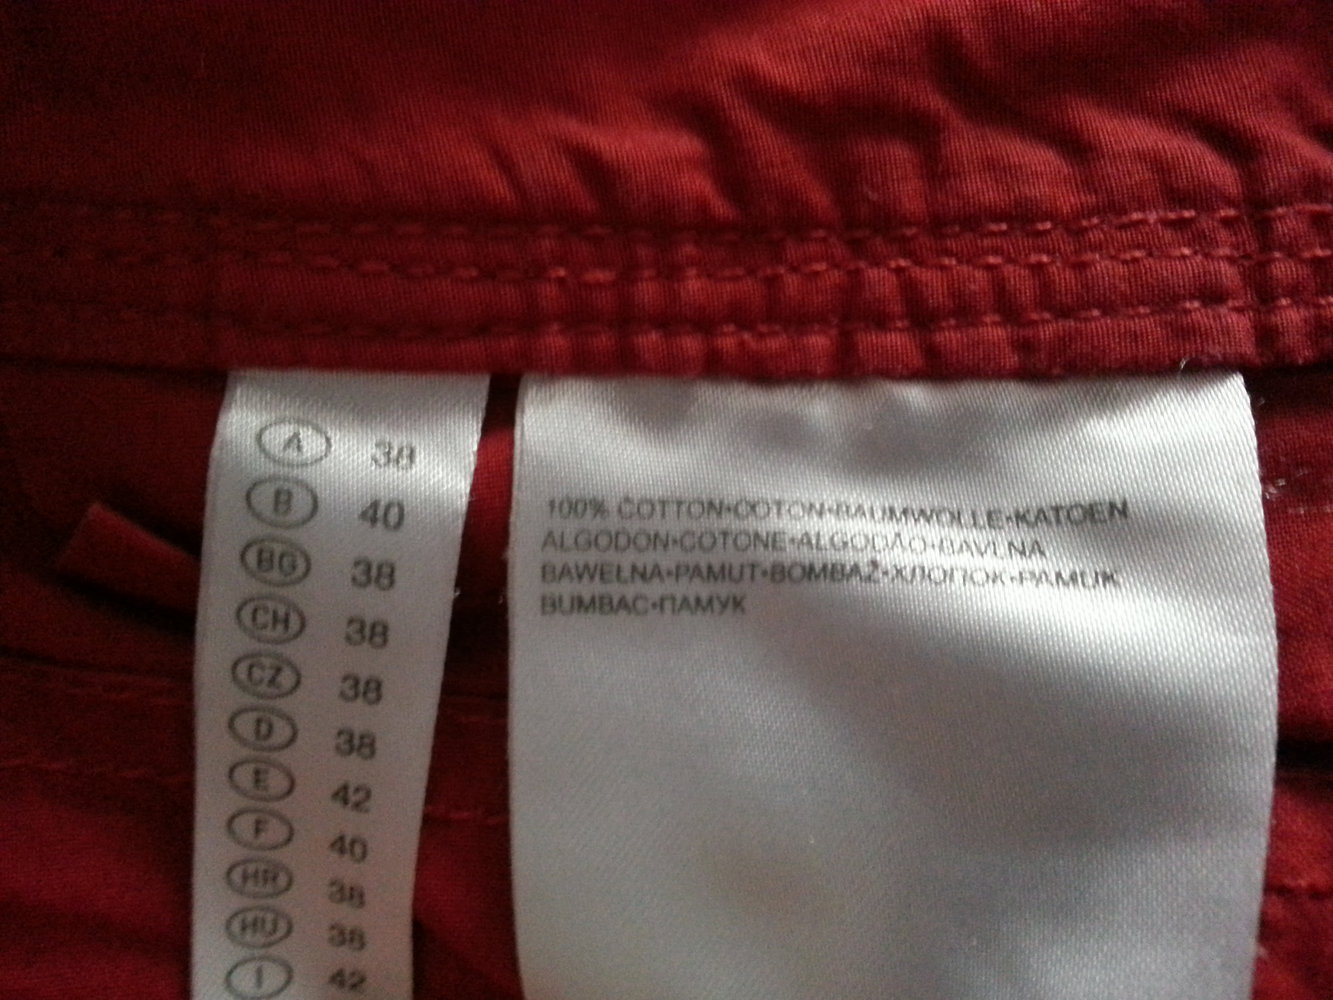 A 38
B 40
BG 38
CH 38
CZ 38
D 38
E 42
F 40
HR 38
HU 38
I 42
100% COTTON•COTON•BAUMWOLLE•KATOEN
ALGODON•COTONE•ALGODÃO•BAVLNA
BAWEŁNA•PAMUT•BOMBAŽ•ХЛОПОК•PAMUK
BUMBAC•ПАМУК